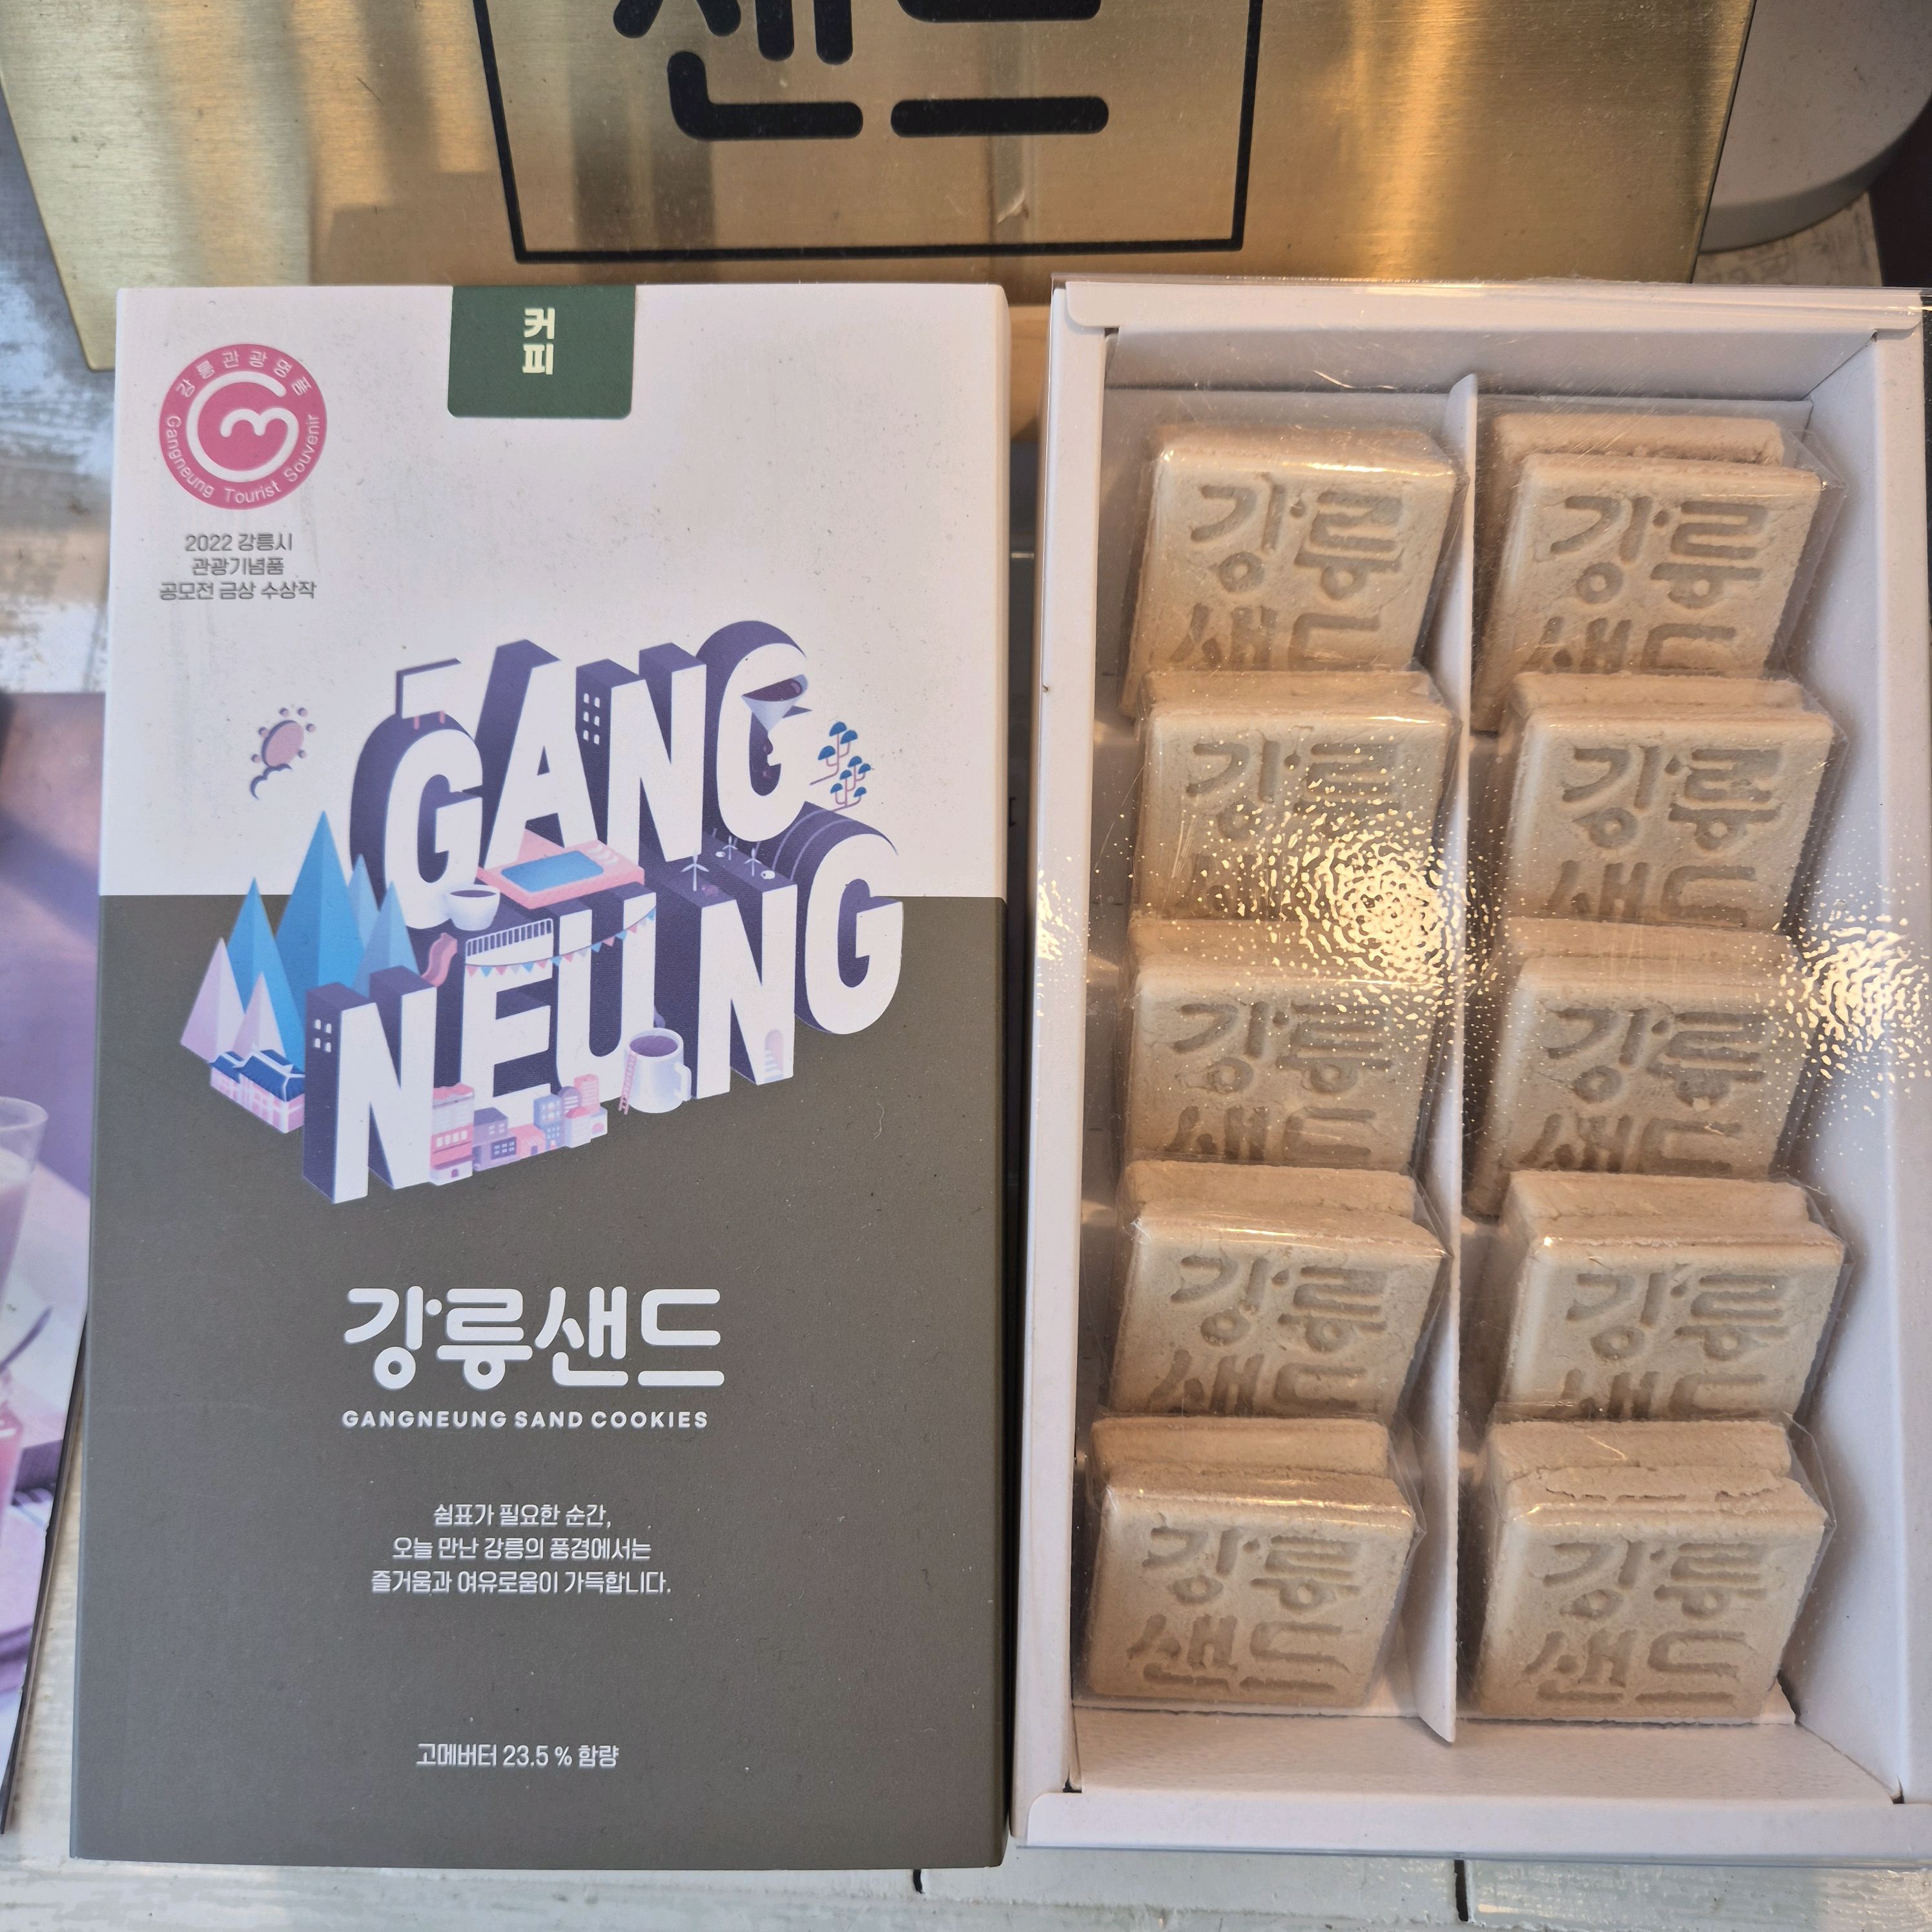 샌드
커
피
강릉관광명품
Gangneung Tourist Souvenir
2022 강릉시
관광기념품
공모전 금상 수상작
GANG
NEUNG
강릉샌드
GANGNEUNG SAND COOKIES
쉼표가 필요한 순간,
오늘 만난 강릉의 풍경에서는
즐거움과 여유로움이 가득합니다.
고메버터 23.5 % 함량
강릉
샌드
강릉
샌드
강릉
샌드
강릉
샌드
강릉
샌드
강릉
샌드
강릉
샌드
강릉
샌드
강릉
샌드
강릉
샌드